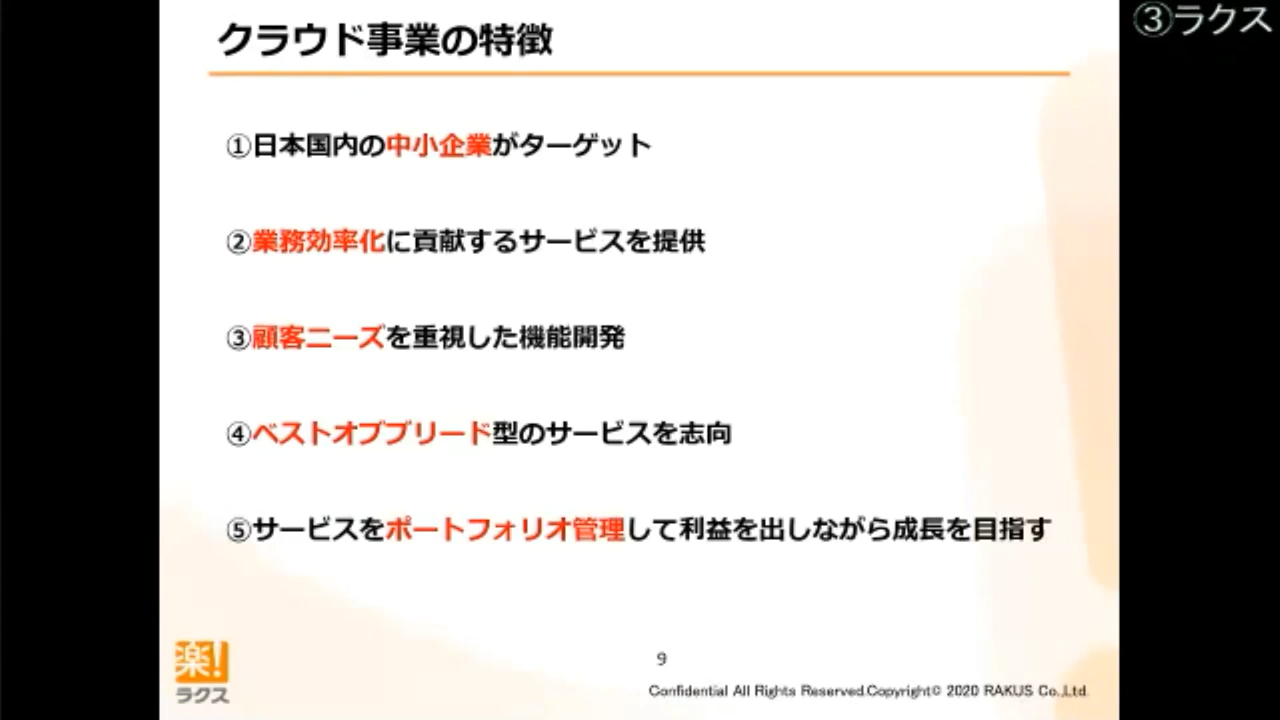 ③ラクス
クラウド事業の特徴
①日本国内の中小企業がターゲット
②業務効率化に貢献するサービスを提供
③顧客ニーズを重視した機能開発
④ベストオブブリード型のサービスを志向
⑤サービスをポートフォリオ管理して利益を出しながら成長を目指す
楽!
ラクス
9
Confidential All Rights Reserved.Copyright© 2020 RAKUS Co.,Ltd.